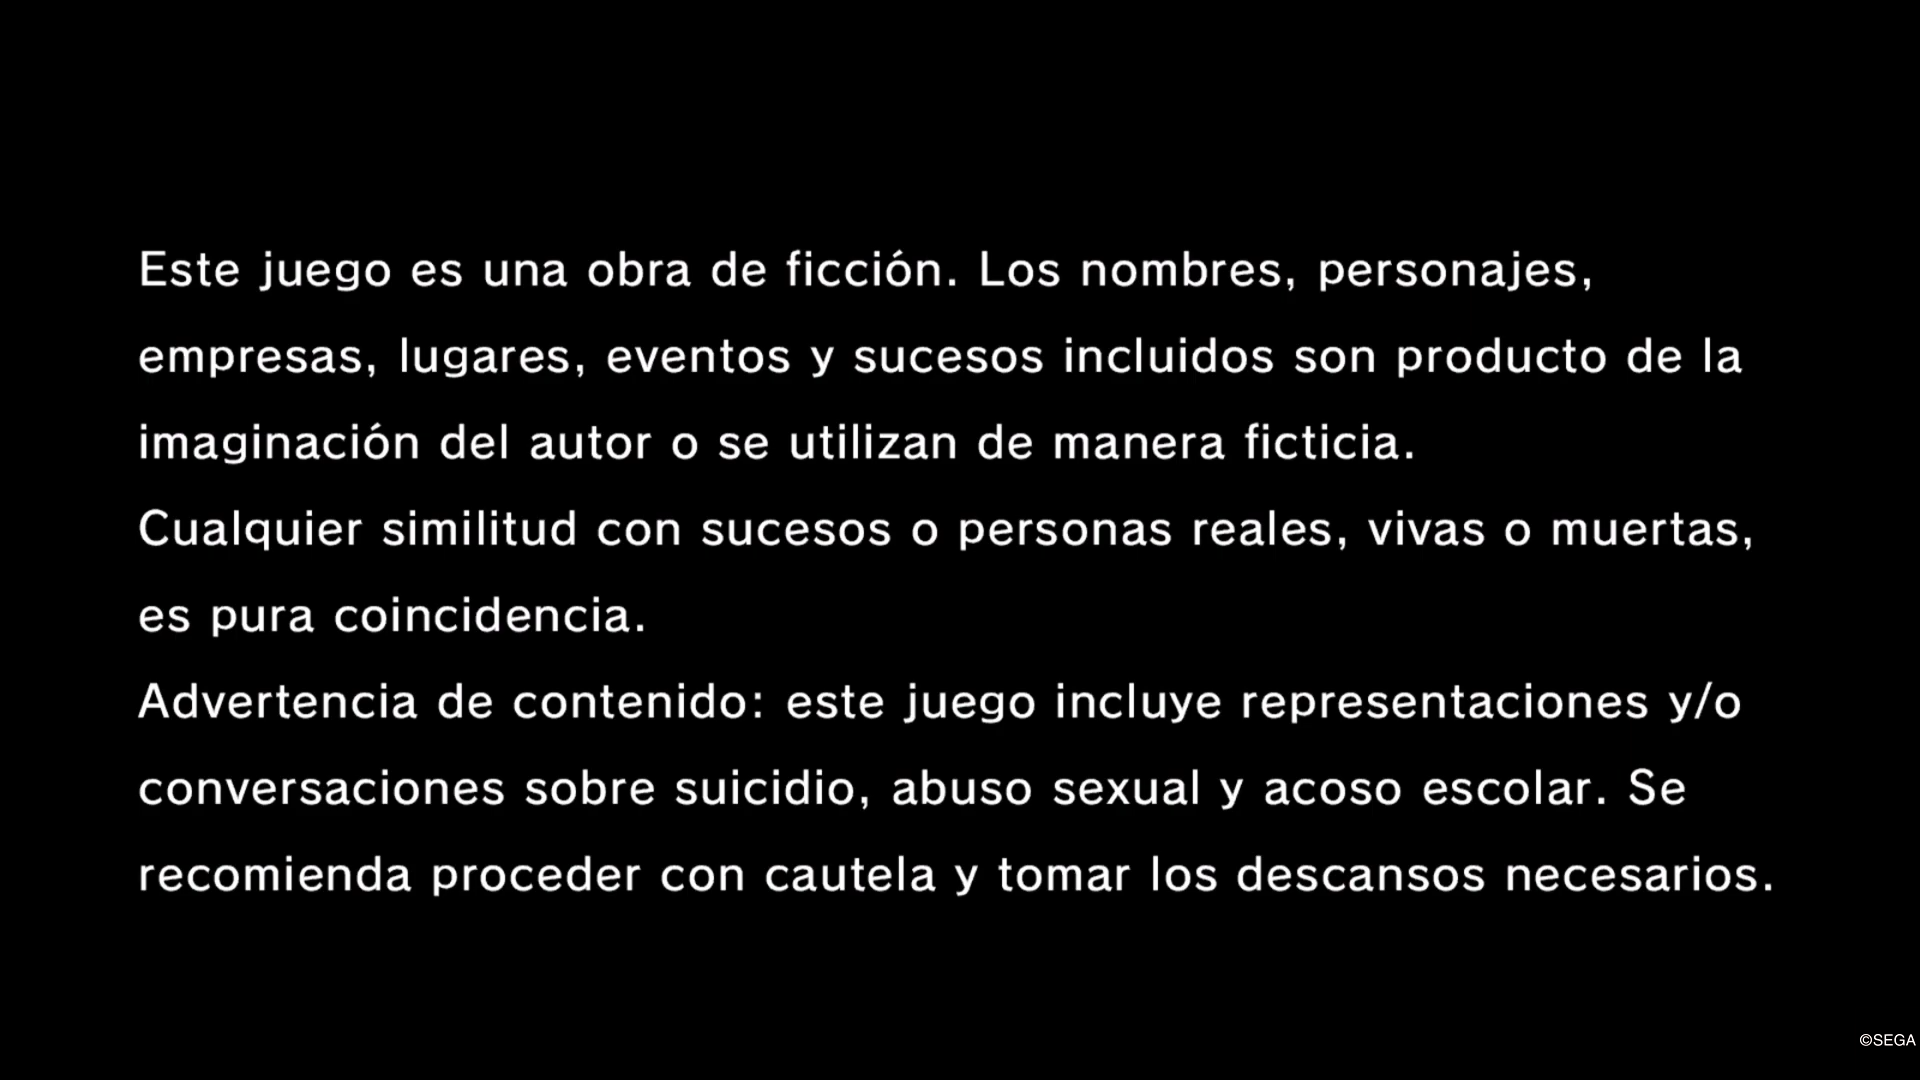 Este juego es una obra de ficción. Los nombres, personajes,
empresas, lugares, eventos y sucesos incluidos son producto de la
imaginación del autor o se utilizan de manera ficticia.
Cualquier similitud con sucesos o personas reales, vivas o muertas,
es pura coincidencia.
Advertencia de contenido: este juego incluye representaciones y/o
conversaciones sobre suicidio, abuso sexual y acoso escolar. Se
recomienda proceder con cautela y tomar los descansos necesarios.
©SEGA